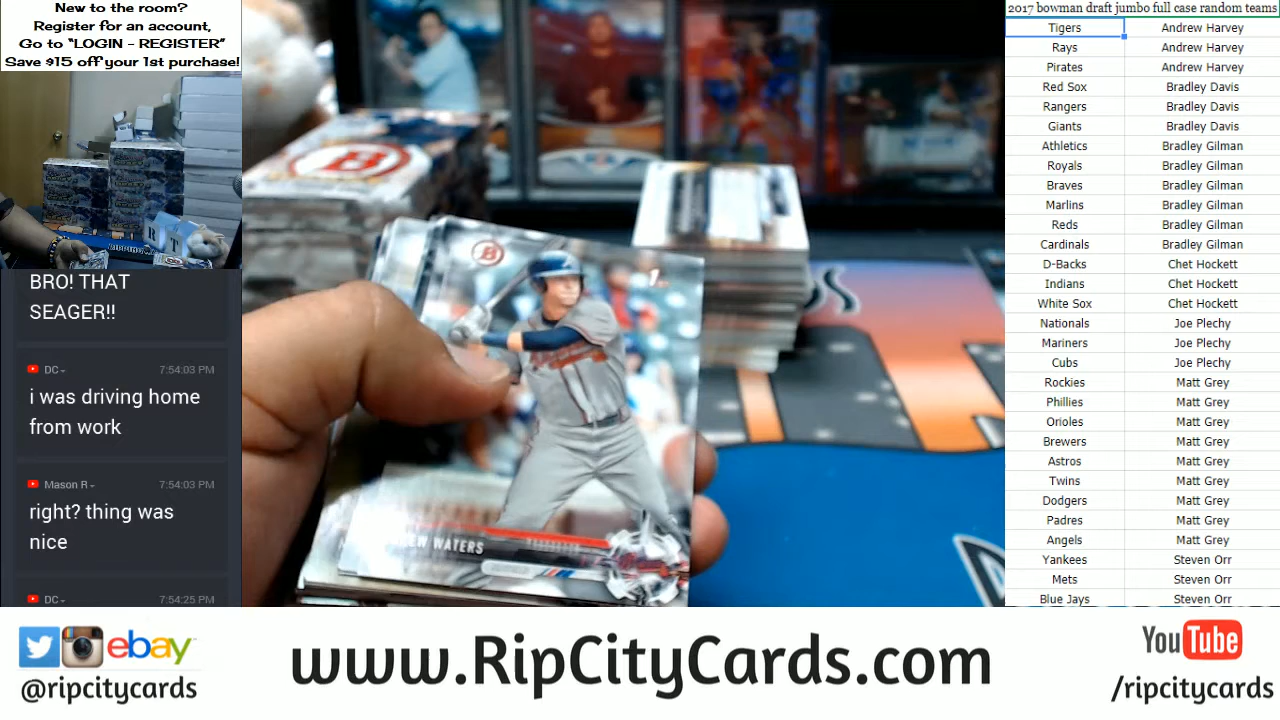 New to the room?
Register for an account,
Go to “LOGIN - REGISTER”
Save $15 off your 1st purchase!
BRO! THAT
SEAGER!!
DC
7:54:03 PM
i was driving home
from work
Mason R
7:54:03 PM
right? thing was
nice
DC
7:54:25 PM
B
B
1st
WATERS
R T
2017 bowman draft jumbo full case random teams
Tigers Andrew Harvey
Rays Andrew Harvey
Pirates Andrew Harvey
Red Sox Bradley Davis
Rangers Bradley Davis
Giants Bradley Davis
Athletics Bradley Gilman
Royals Bradley Gilman
Braves Bradley Gilman
Marlins Bradley Gilman
Reds Bradley Gilman
Cardinals Bradley Gilman
D-Backs Chet Hockett
Indians Chet Hockett
White Sox Chet Hockett
Nationals Joe Plechy
Mariners Joe Plechy
Cubs Joe Plechy
Rockies Matt Grey
Phillies Matt Grey
Orioles Matt Grey
Brewers Matt Grey
Astros Matt Grey
Twins Matt Grey
Dodgers Matt Grey
Padres Matt Grey
Angels Matt Grey
Yankees Steven Orr
Mets Steven Orr
Blue Jays Steven Orr
ebay
@ripcitycards
www.RipCityCards.com
YouTube
/ripcitycards